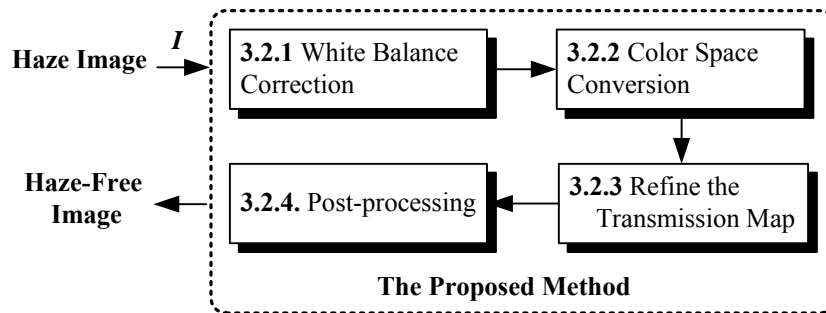 Haze Image
I
3.2.1 White Balance
Correction
3.2.2 Color Space
Conversion
3.2.3 Refine the
Transmission Map
3.2.4. Post-processing
Haze-Free
Image
The Proposed Method